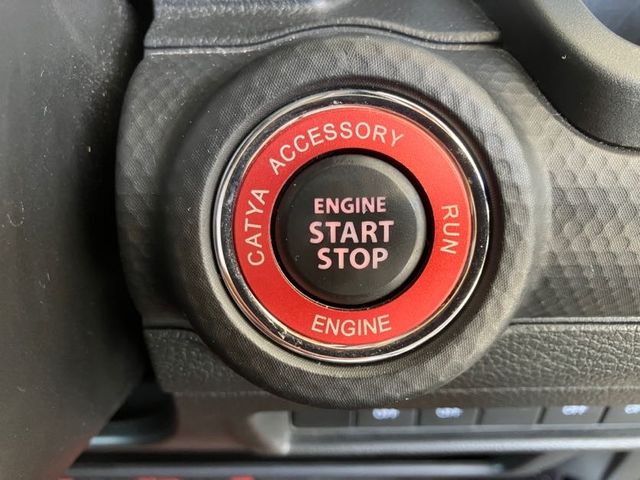 CATYA ACCESSORY RUN
ENGINE
START
STOP
ENGINE